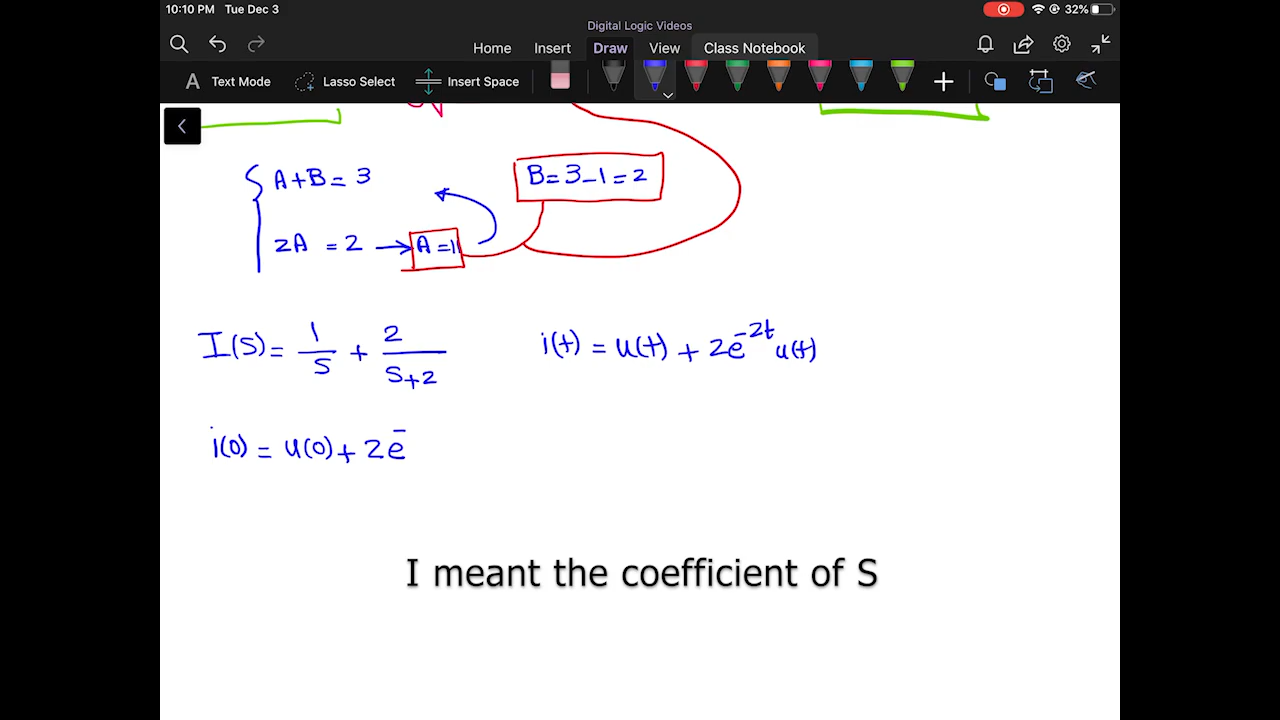 10:10 PM Tue Dec 3 32%
Digital Logic Videos
Home Insert Draw View Class Notebook
A Text Mode Lasso Select Insert Space
A+B = 3
B = 3-1 = 2
2A = 2 → A = 1
I(S) = 1/S + 2/(S+2)
i(t) = u(t) + 2e^-2t u(t)
i(0) = u(0) + 2e^-
I meant the coefficient of S